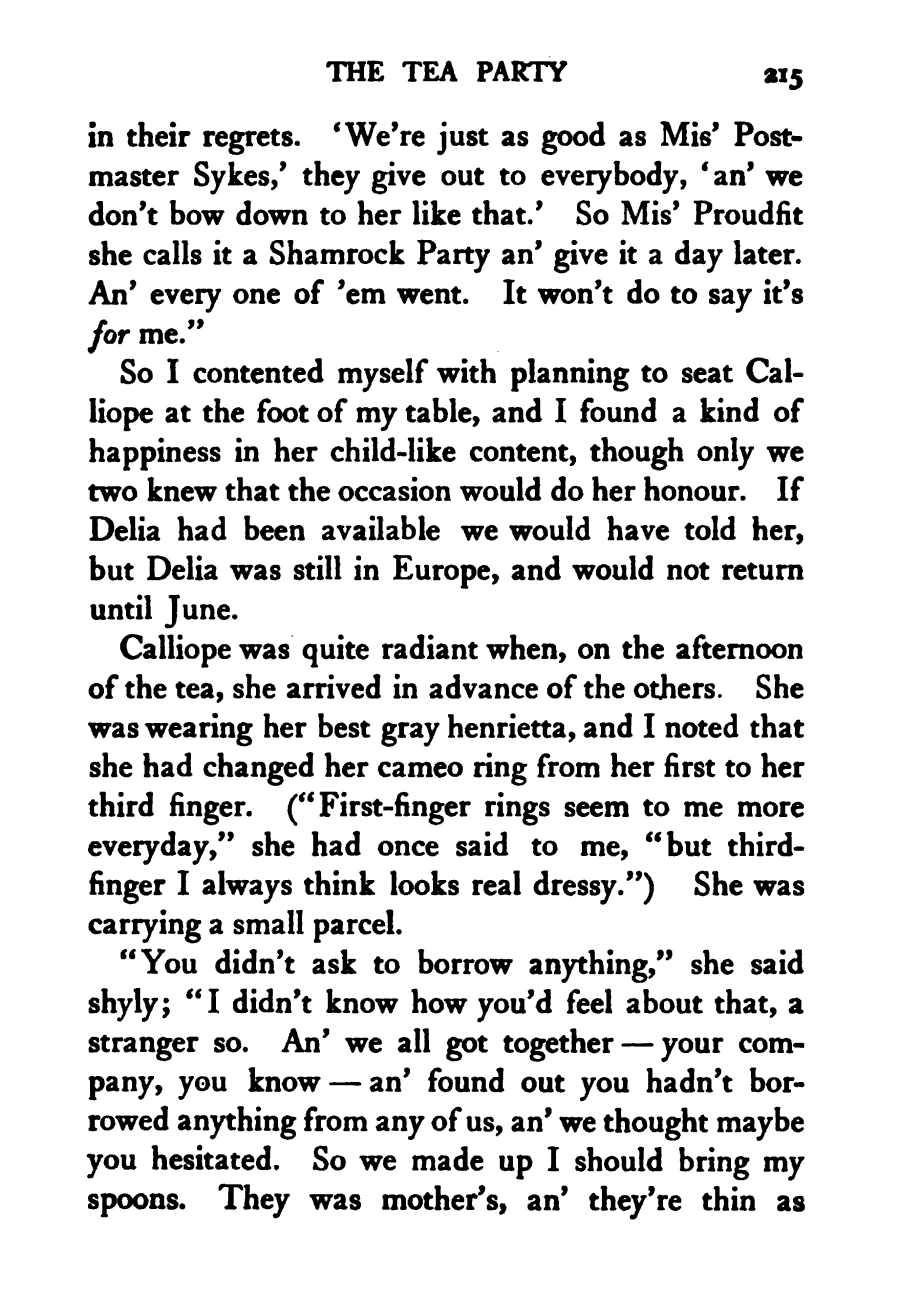 THE TEA PARTY 215
in their regrets. ‘We’re just as good as Mis’ Post-
master Sykes,’ they give out to everybody, ‘an’ we
don’t bow down to her like that.’ So Mis’ Proudfit
she calls it a Shamrock Party an’ give it a day later.
An’ every one of ’em went. It won’t do to say it’s
for me.”
So I contented myself with planning to seat Cal-
liope at the foot of my table, and I found a kind of
happiness in her child-like content, though only we
two knew that the occasion would do her honour. If
Delia had been available we would have told her,
but Delia was still in Europe, and would not return
until June.
Calliope was quite radiant when, on the afternoon
of the tea, she arrived in advance of the others. She
was wearing her best gray henrietta, and I noted that
she had changed her cameo ring from her first to her
third finger. (“First-finger rings seem to me more
everyday,” she had once said to me, “but third-
finger I always think looks real dressy.”) She was
carrying a small parcel.
“You didn’t ask to borrow anything,” she said
shyly; “I didn’t know how you’d feel about that, a
stranger so. An’ we all got together — your com-
pany, you know — an’ found out you hadn’t bor-
rowed anything from any of us, an’ we thought maybe
you hesitated. So we made up I should bring my
spoons. They was mother’s, an’ they’re thin as